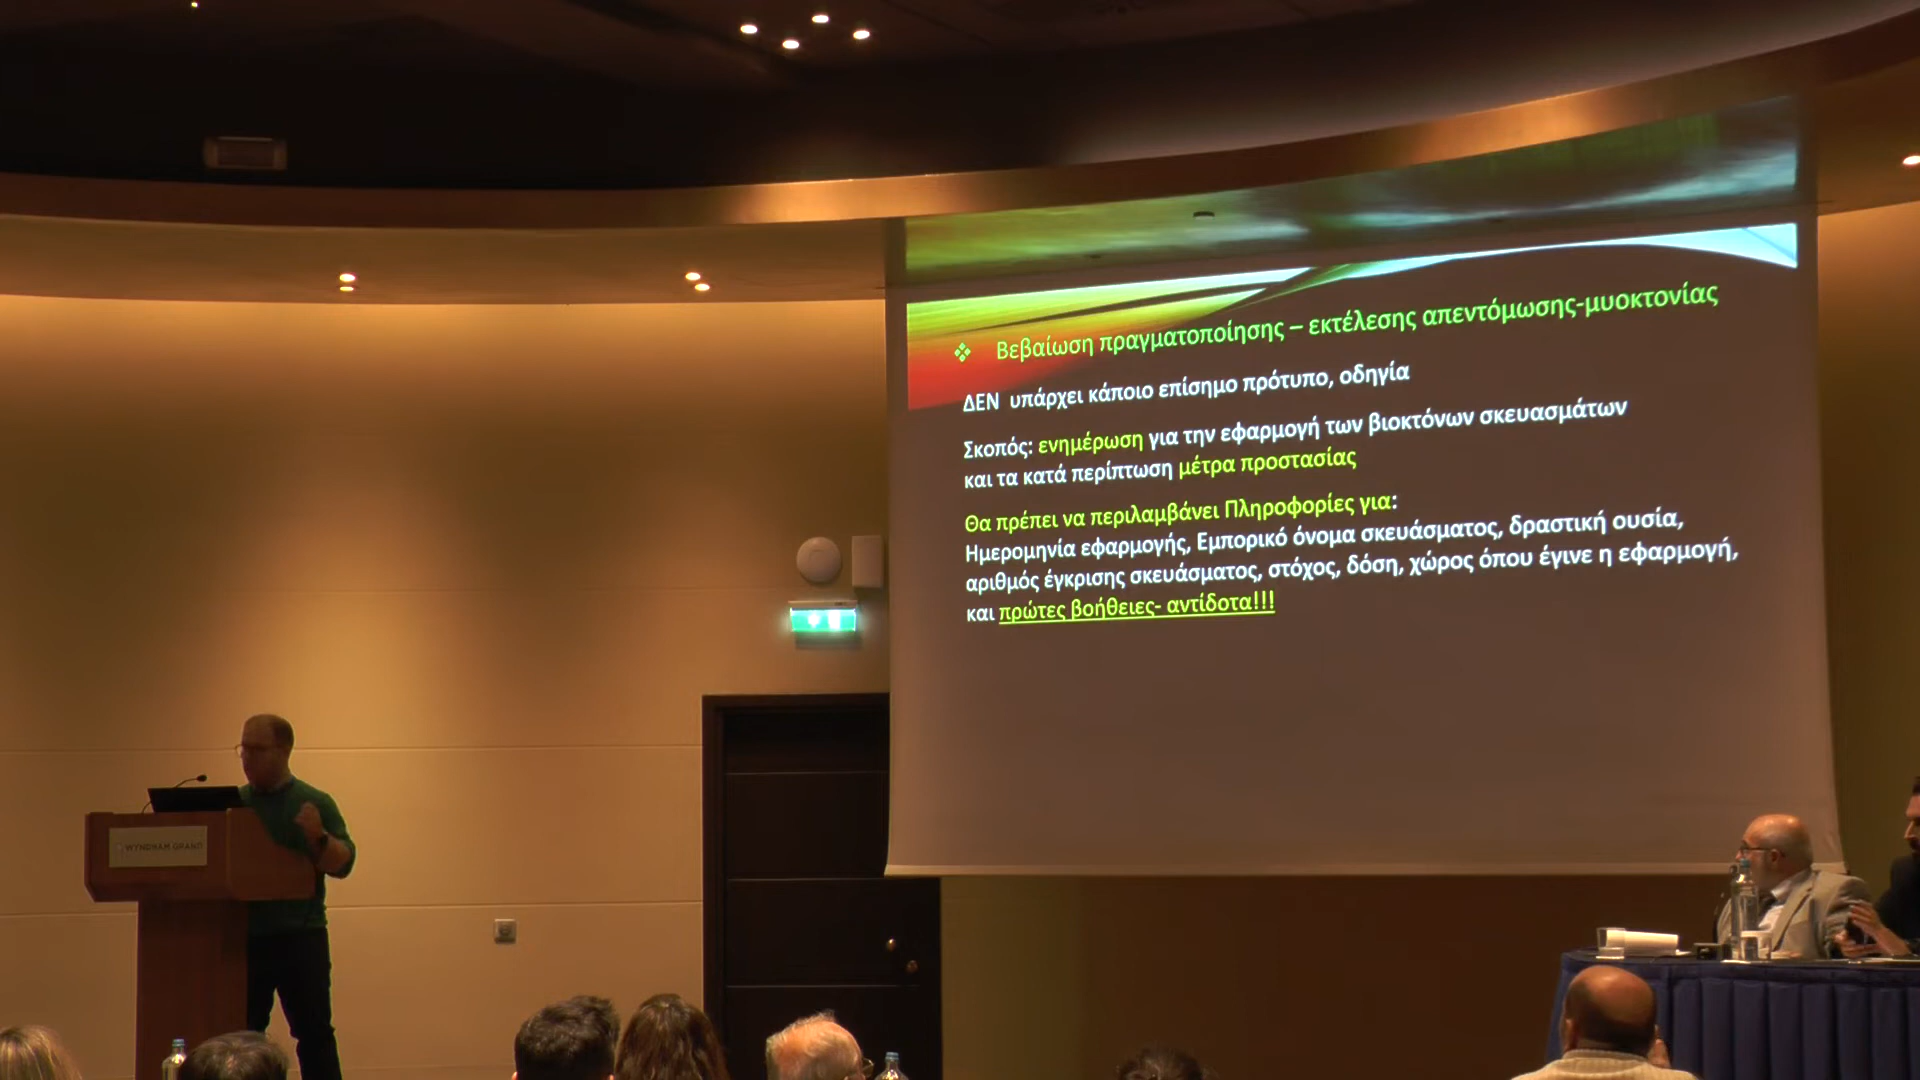 ❖ Βεβαίωση πραγματοποίησης – εκτέλεσης απεντόμωσης-μυοκτονίας
ΔΕΝ υπάρχει κάποιο επίσημο πρότυπο, οδηγία
Σκοπός: ενημέρωση για την εφαρμογή των βιοκτόνων σκευασμάτων
και τα κατά περίπτωση μέτρα προστασίας
Θα πρέπει να περιλαμβάνει Πληροφορίες για:
Ημερομηνία εφαρμογής, Εμπορικό όνομα σκευάσματος, δραστική ουσία,
αριθμός έγκρισης σκευάσματος, στόχος, δόση, χώρος όπου έγινε η εφαρμογή,
και πρώτες βοήθειες- αντίδοτα!!!
WYNDHAM GRAND